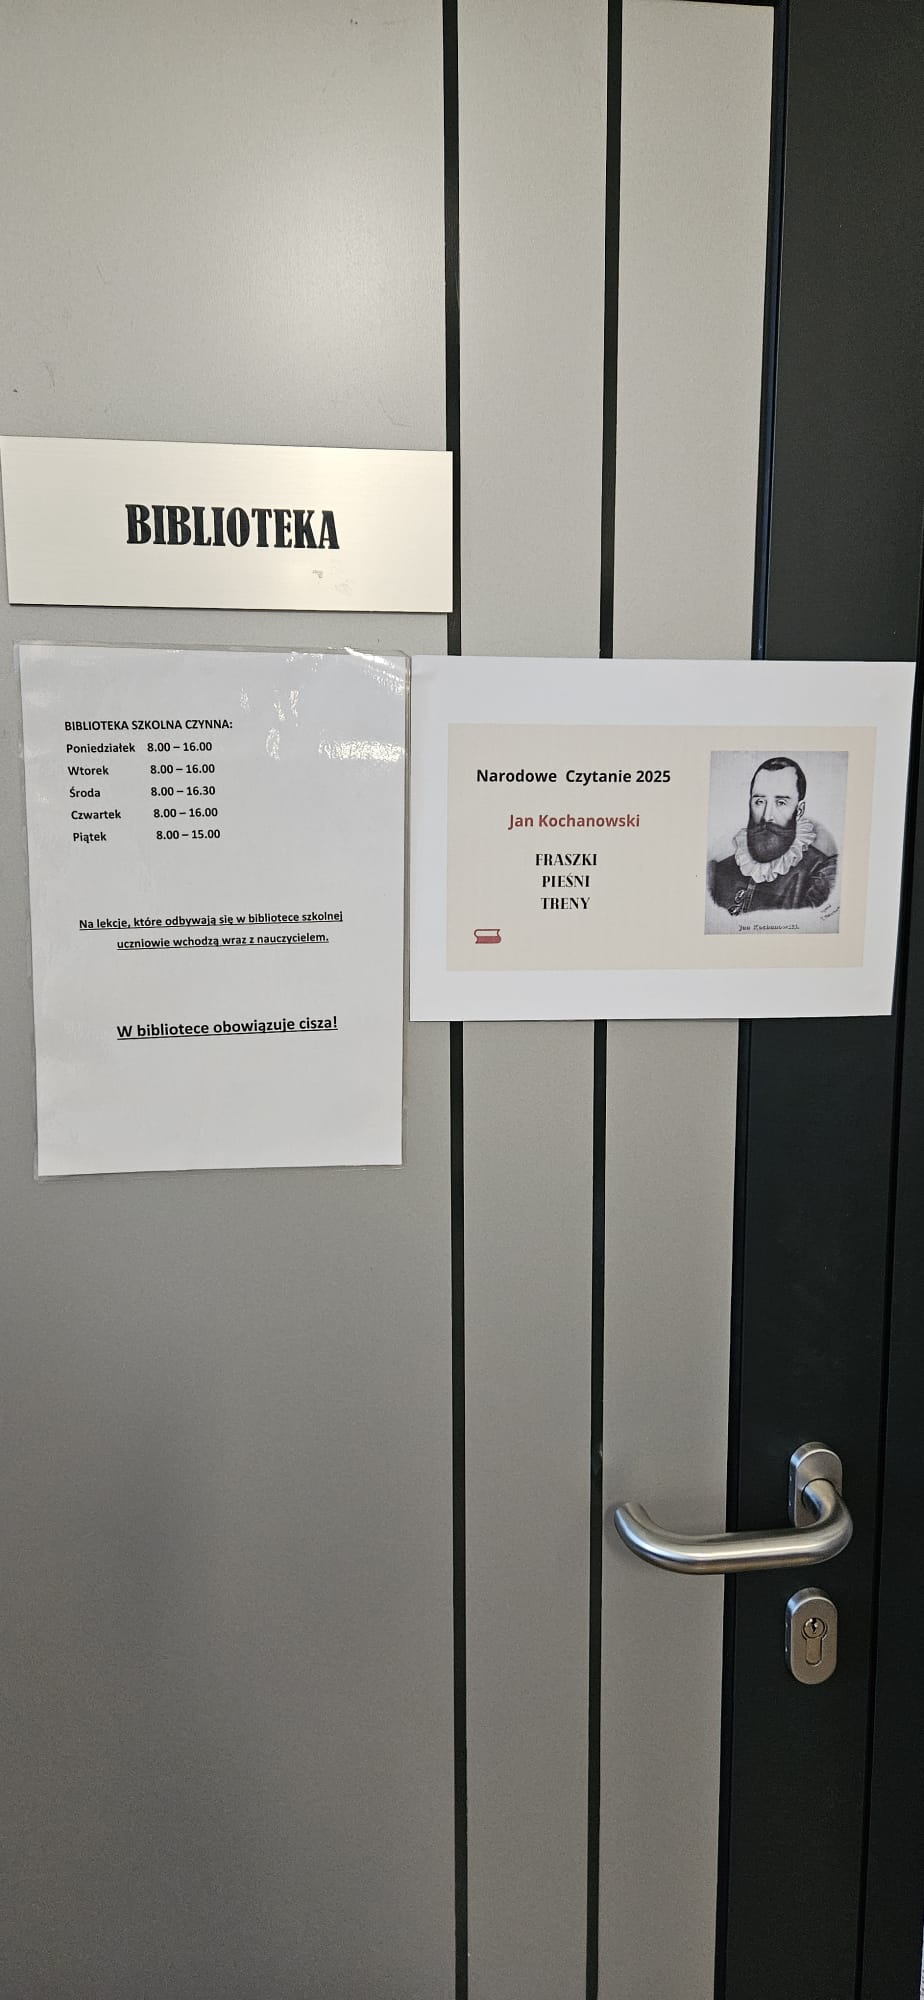 BIBLIOTEKA
BIBLIOTEKA SZKOLNA CZYNNA:
Poniedziałek 8.00 – 16.00
Wtorek 8.00 – 16.00
Środa 8.00 – 16.30
Czwartek 8.00 – 16.00
Piątek 8.00 – 15.00
Na lekcje, które odbywają się w bibliotece szkolnej
uczniowie wchodzą wraz z nauczycielem.
W bibliotece obowiązuje cisza!
Narodowe Czytanie 2025
Jan Kochanowski
FRASZKI
PIEŚNI
TRENY
Jan Kochanowski